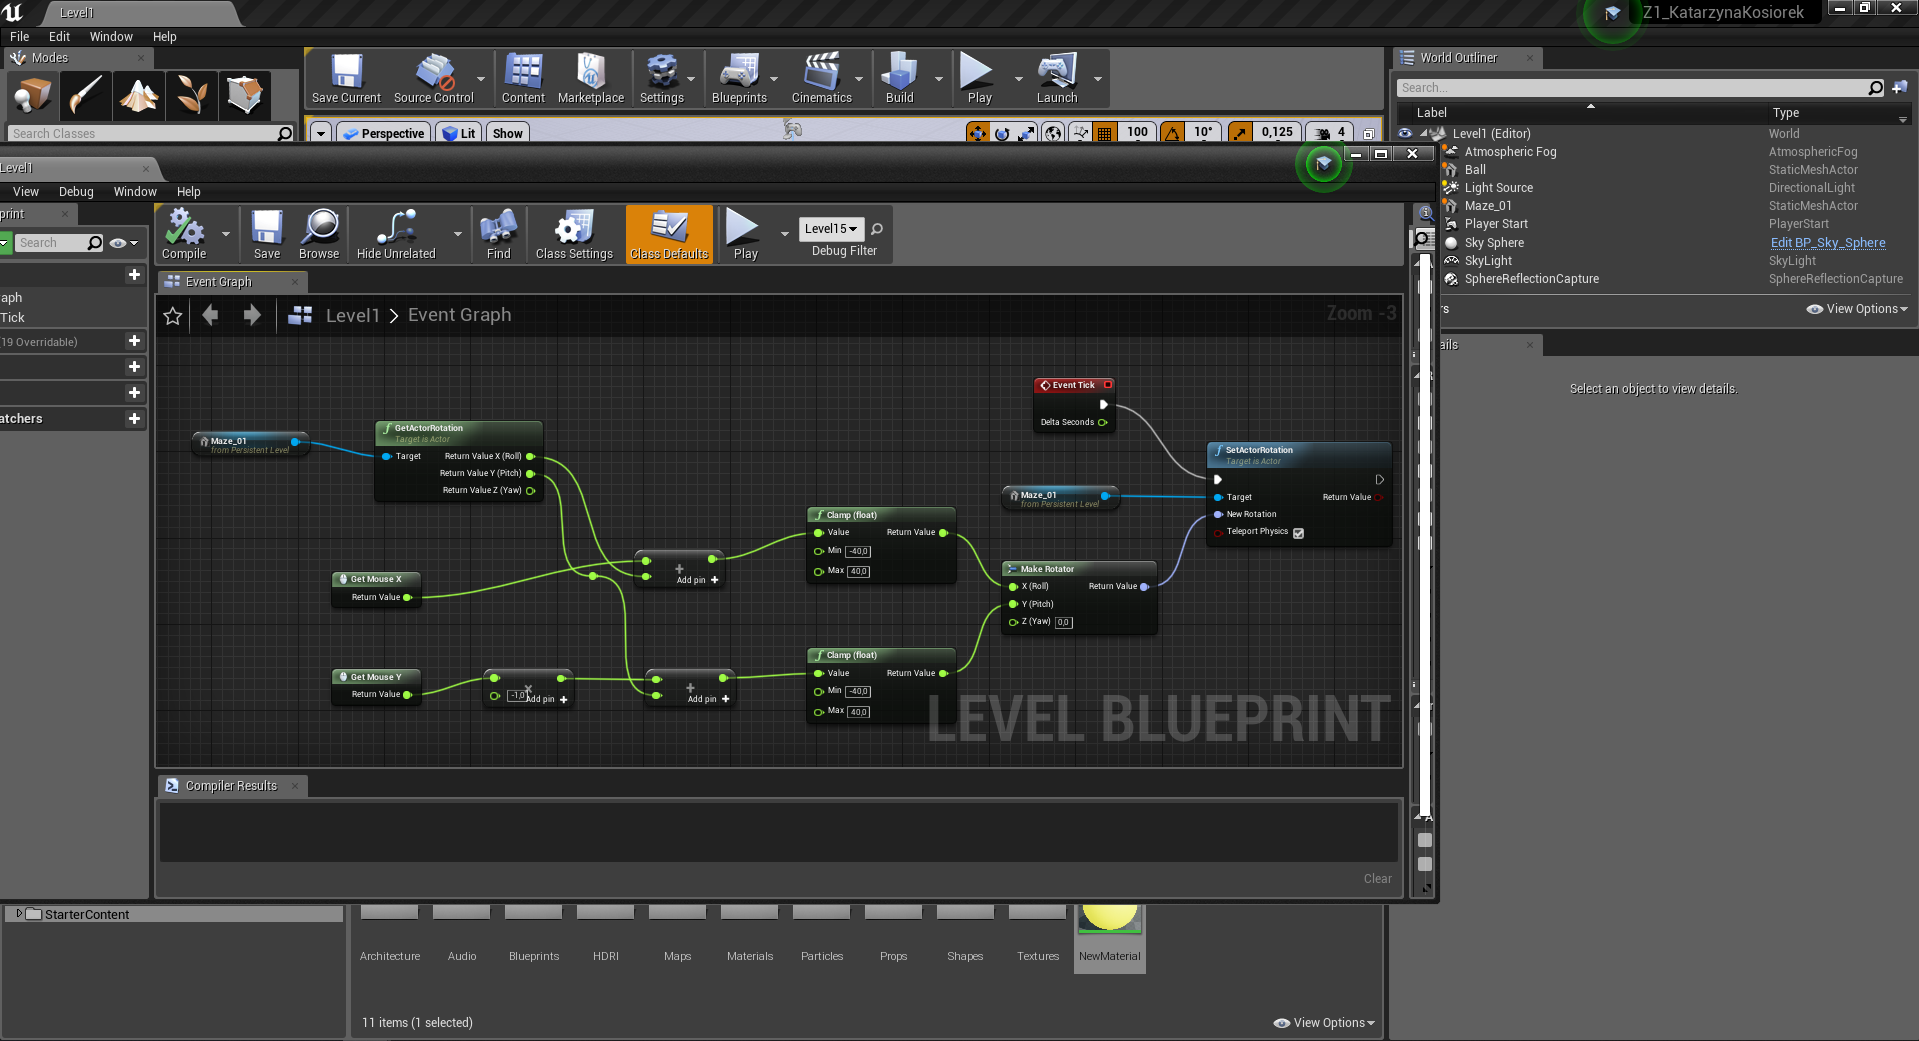 Level1
Z1_KatarzynaKosiorek
File Edit Window Help
Modes
World Outliner
Save Current Source Control Content Marketplace Settings Blueprints Cinematics Build Play Launch
Search...
Search Classes
Perspective Lit Show 100 10° 0,125 4
Label Type
Level1 (Editor) World
Atmospheric Fog AtmosphericFog
Ball StaticMeshActor
Light Source DirectionalLight
Maze_01 StaticMeshActor
Player Start PlayerStart
Sky Sphere Edit BP_Sky_Sphere
SkyLight SkyLight
SphereReflectionCapture SphereReflectionCapture
rs View Options
ails
Select an object to view details.
Level1
View Debug Window Help
print
Search
Compile Save Browse Hide Unrelated Find Class Settings Class Defaults Play
Level15
Debug Filter
aph
Tick
(19 Overridable)
atchers
Event Graph
Level1 > Event Graph
Zoom -3
Event Tick
Delta Seconds
Maze_01
from Persistent Level
GetActorRotation
Target is Actor
Target Return Value X (Roll)
Return Value Y (Pitch)
Return Value Z (Yaw)
SetActorRotation
Target is Actor
Target Return Value
New Rotation
Teleport Physics
Maze_01
from Persistent Level
Clamp (float)
Value Return Value
Min -40,0
Max 40,0
Add pin +
Get Mouse X
Return Value
Make Rotator
X (Roll) Return Value
Y (Pitch)
Z (Yaw) 0,0
Get Mouse Y
Return Value
-1,0 Add pin +
Add pin +
Clamp (float)
Value Return Value
Min -40,0
Max 40,0
LEVEL BLUEPRINT
Compiler Results
Clear
StarterContent
Architecture Audio Blueprints HDRI Maps Materials Particles Props Shapes Textures NewMaterial
11 items (1 selected)
View Options